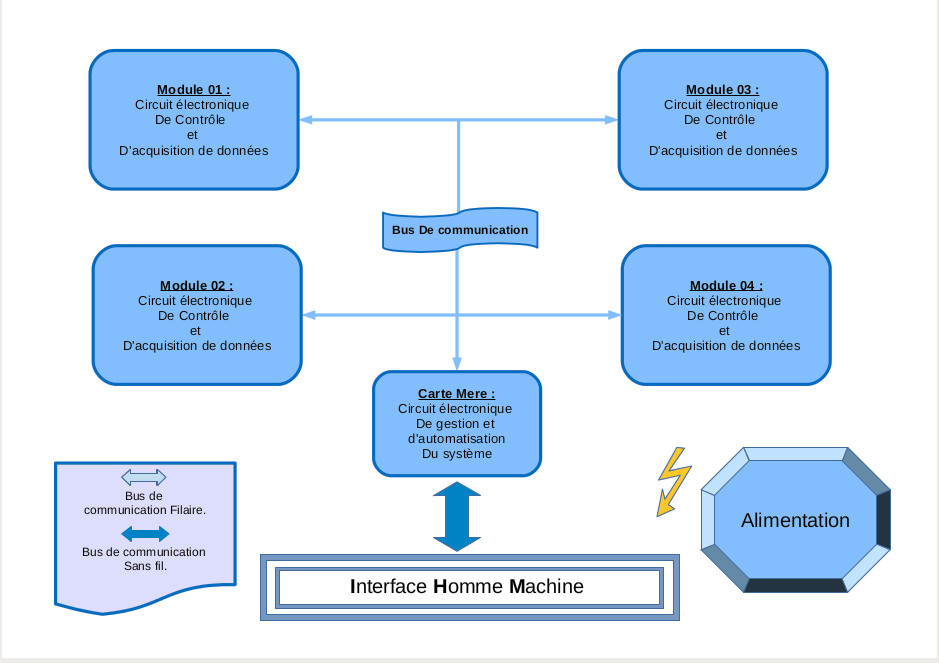 Module 01 :
Circuit électronique
De Contrôle
et
D'acquisition de données
Module 03 :
Circuit électronique
De Contrôle
et
D'acquisition de données
Bus De communication
Module 02 :
Circuit électronique
De Contrôle
et
D'acquisition de données
Module 04 :
Circuit électronique
De Contrôle
et
D'acquisition de données
Carte Mere :
Circuit électronique
De gestion et
d'automatisation
Du système
Bus de
communication Filaire.
Bus de communication
Sans fil.
Alimentation
Interface Homme Machine